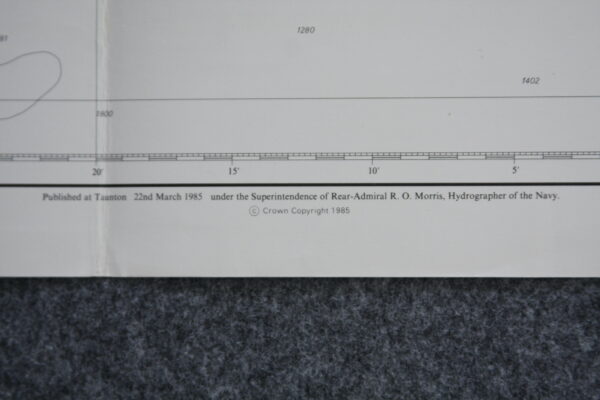 1280
1402
1800
20' 15' 10' 5'
Published at Taunton 22nd March 1985 under the Superintendence of Rear-Admiral R. O. Morris, Hydrographer of the Navy.
© Crown Copyright 1985